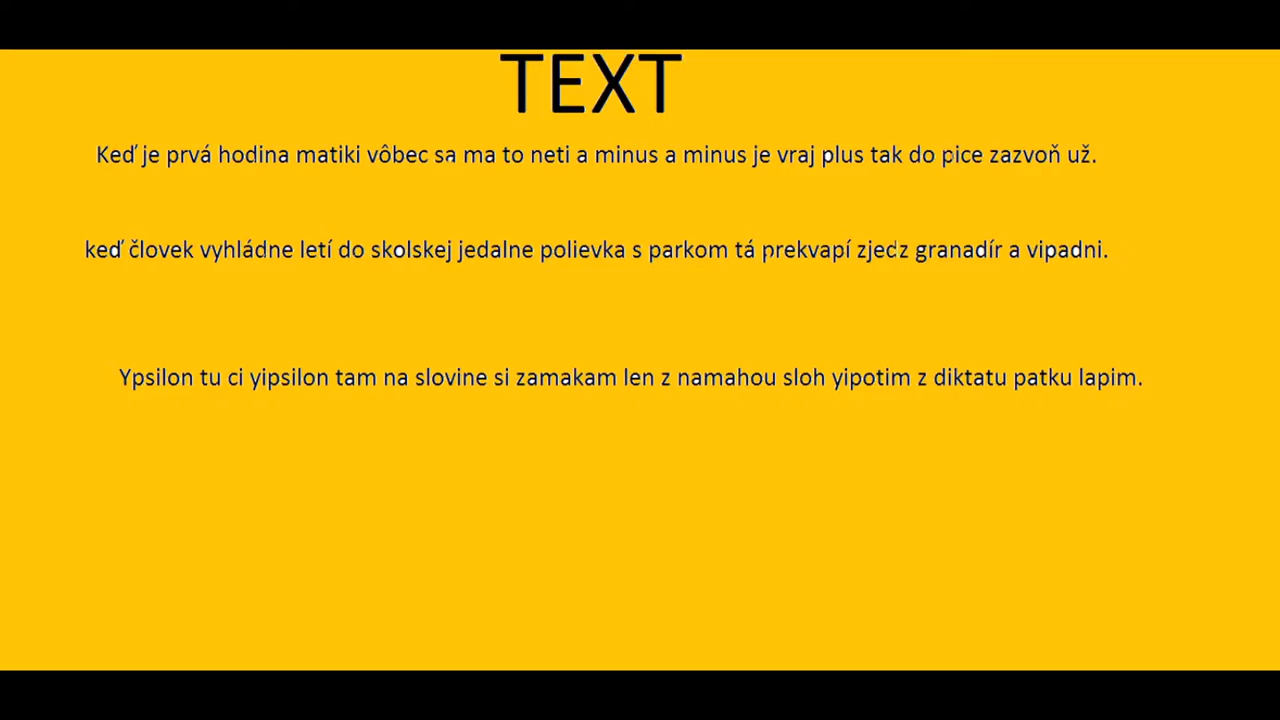 TEXT
Keď je prvá hodina matiki vôbec sa ma to neti a minus a minus je vraj plus tak do pice zazvoň už.
keď človek vyhládne letí do skolskej jedalne polievka s parkom tá prekvapí zjedz granadír a vipadni.
Ypsilon tu ci yipsilon tam na slovine si zamakam len z namahou sloh yipotim z diktatu patku lapim.